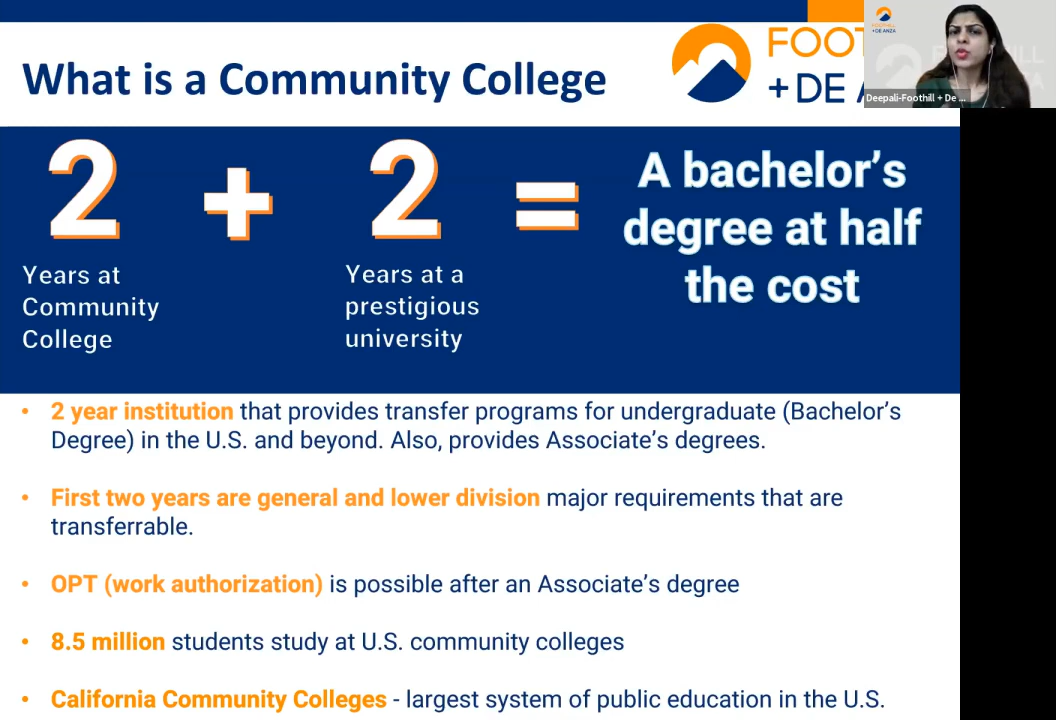 What is a Community College
FOOT
+DE A
FOOTHILL
+DE ANZA
Deepali-Foothill + De ...
2 + 2 =
A bachelor's
degree at half
the cost
Years at
Community
College
Years at a
prestigious
university
• 2 year institution that provides transfer programs for undergraduate (Bachelor's
Degree) in the U.S. and beyond. Also, provides Associate's degrees.
• First two years are general and lower division major requirements that are
transferrable.
• OPT (work authorization) is possible after an Associate's degree
• 8.5 million students study at U.S. community colleges
• California Community Colleges - largest system of public education in the U.S.